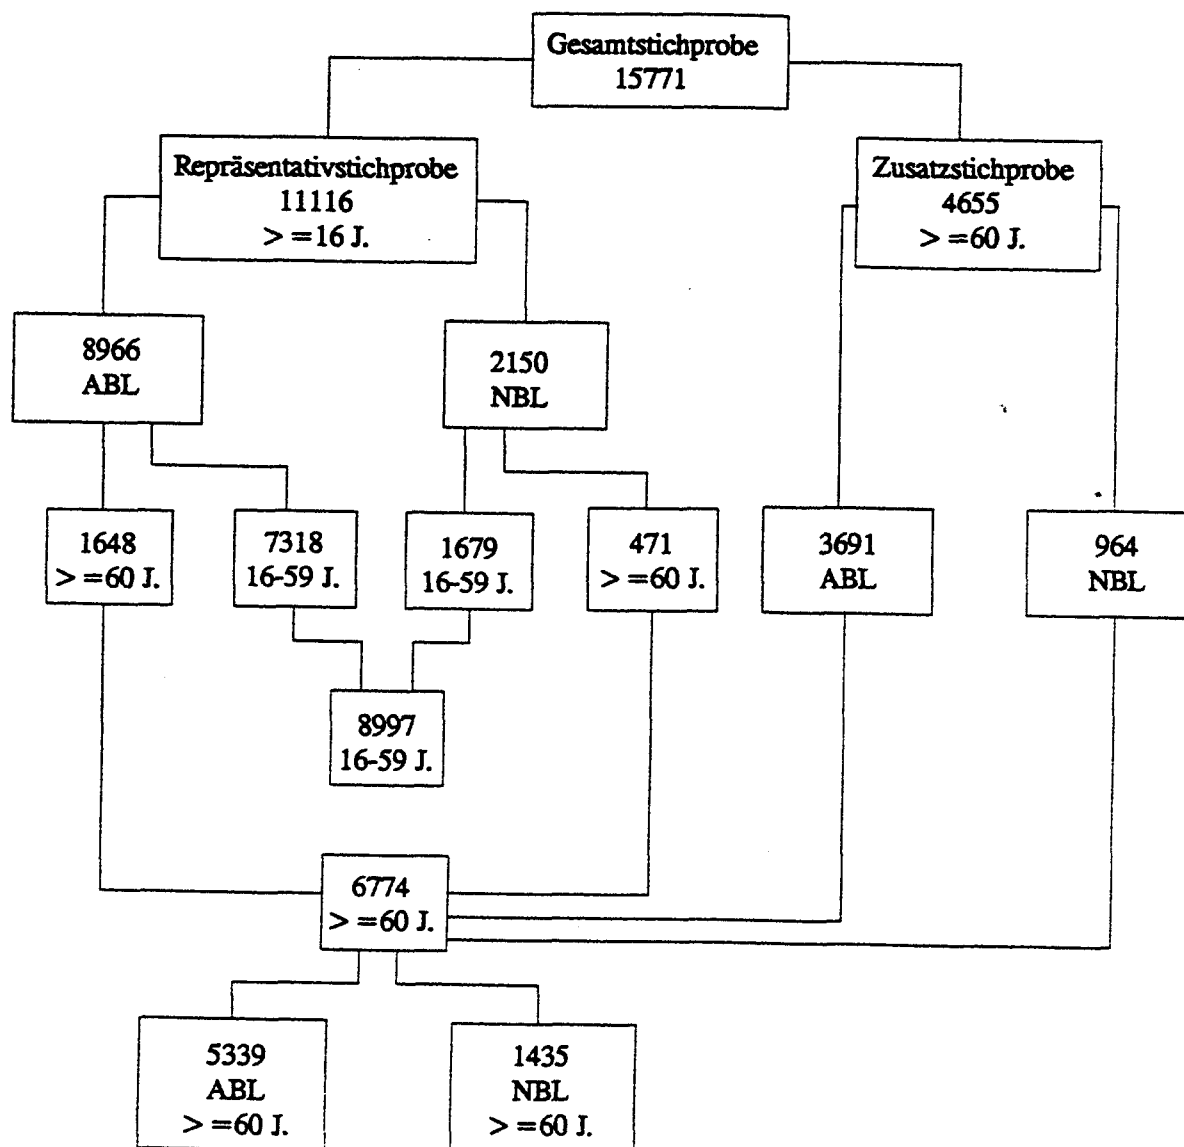 Gesamtstichprobe
15771
Repräsentativstichprobe
11116
> =16 J.
Zusatzstichprobe
4655
> =60 J.
8966
ABL
2150
NBL
1648
> =60 J.
7318
16-59 J.
1679
16-59 J.
471
> =60 J.
3691
ABL
964
NBL
8997
16-59 J.
6774
> =60 J.
5339
ABL
> =60 J.
1435
NBL
> =60 J.